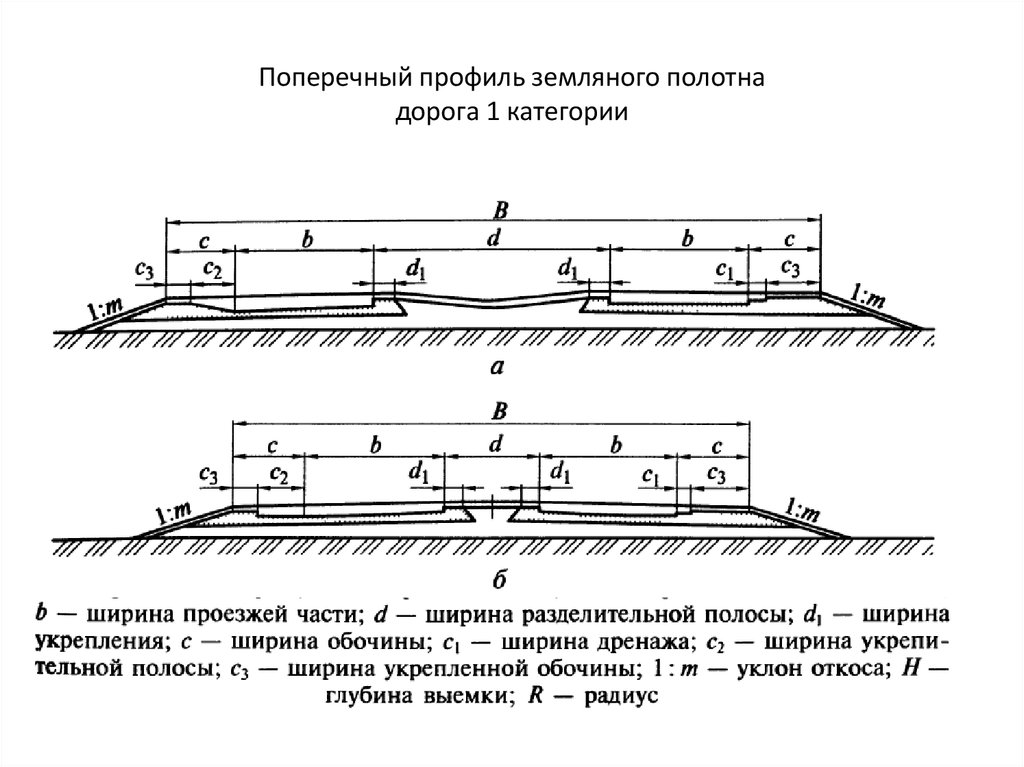 Поперечный профиль земляного полотна
дорога 1 категории
B
c b d b c
c3 c2 d1 d1 c1 c3
1:m 1:m
а
B
c b d b c
c3 c2 d1 d1 c1 c3
1:m 1:m
б
b — ширина проезжей части; d — ширина разделительной полосы; d1 — ширина
укрепления; c — ширина обочины; c1 — ширина дренажа; c2 — ширина укрепи-
тельной полосы; c3 — ширина укрепленной обочины; 1 : m — уклон откоса; H —
глубина выемки; R — радиус